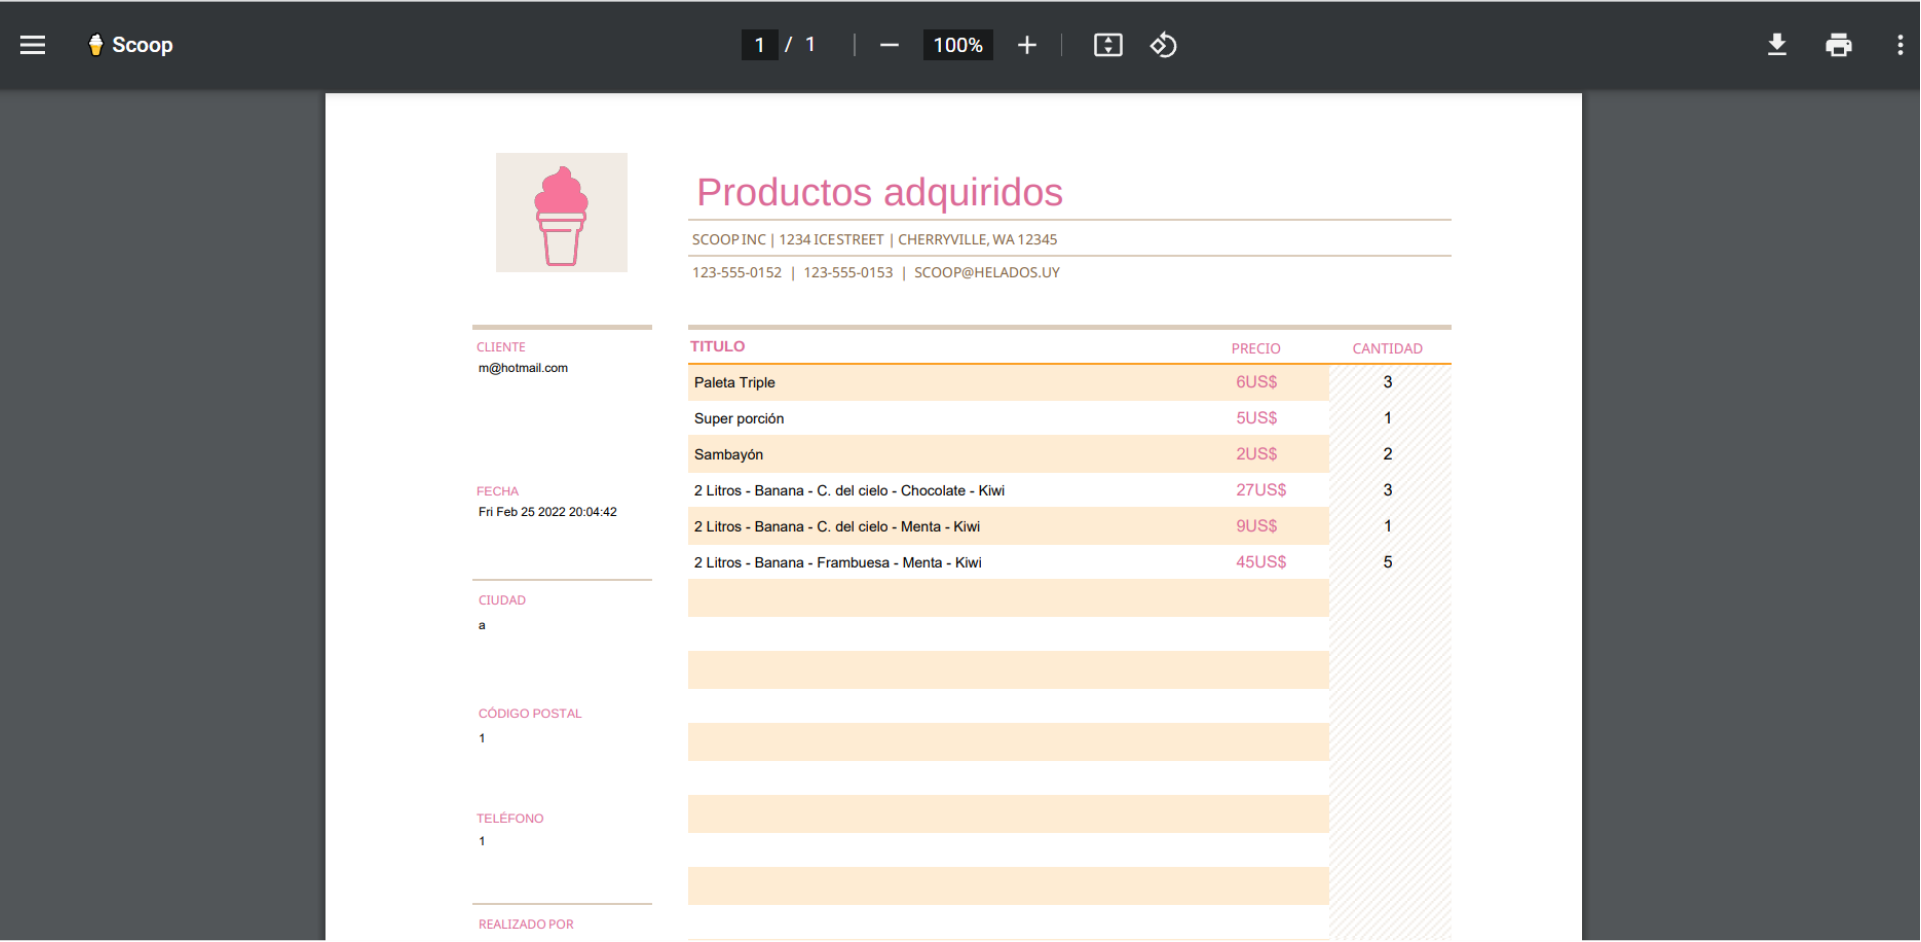 Scoop
1 / 1
100%
Productos adquiridos
SCOOP INC | 1234 ICE STREET | CHERRYVILLE, WA 12345
123-555-0152 | 123-555-0153 | SCOOP@HELADOS.UY
CLIENTE
m@hotmail.com
FECHA
Fri Feb 25 2022 20:04:42
CIUDAD
a
CÓDIGO POSTAL
1
TELÉFONO
1
REALIZADO POR
TITULO PRECIO CANTIDAD
Paleta Triple 6US$ 3
Super porción 5US$ 1
Sambayón 2US$ 2
2 Litros - Banana - C. del cielo - Chocolate - Kiwi 27US$ 3
2 Litros - Banana - C. del cielo - Menta - Kiwi 9US$ 1
2 Litros - Banana - Frambuesa - Menta - Kiwi 45US$ 5